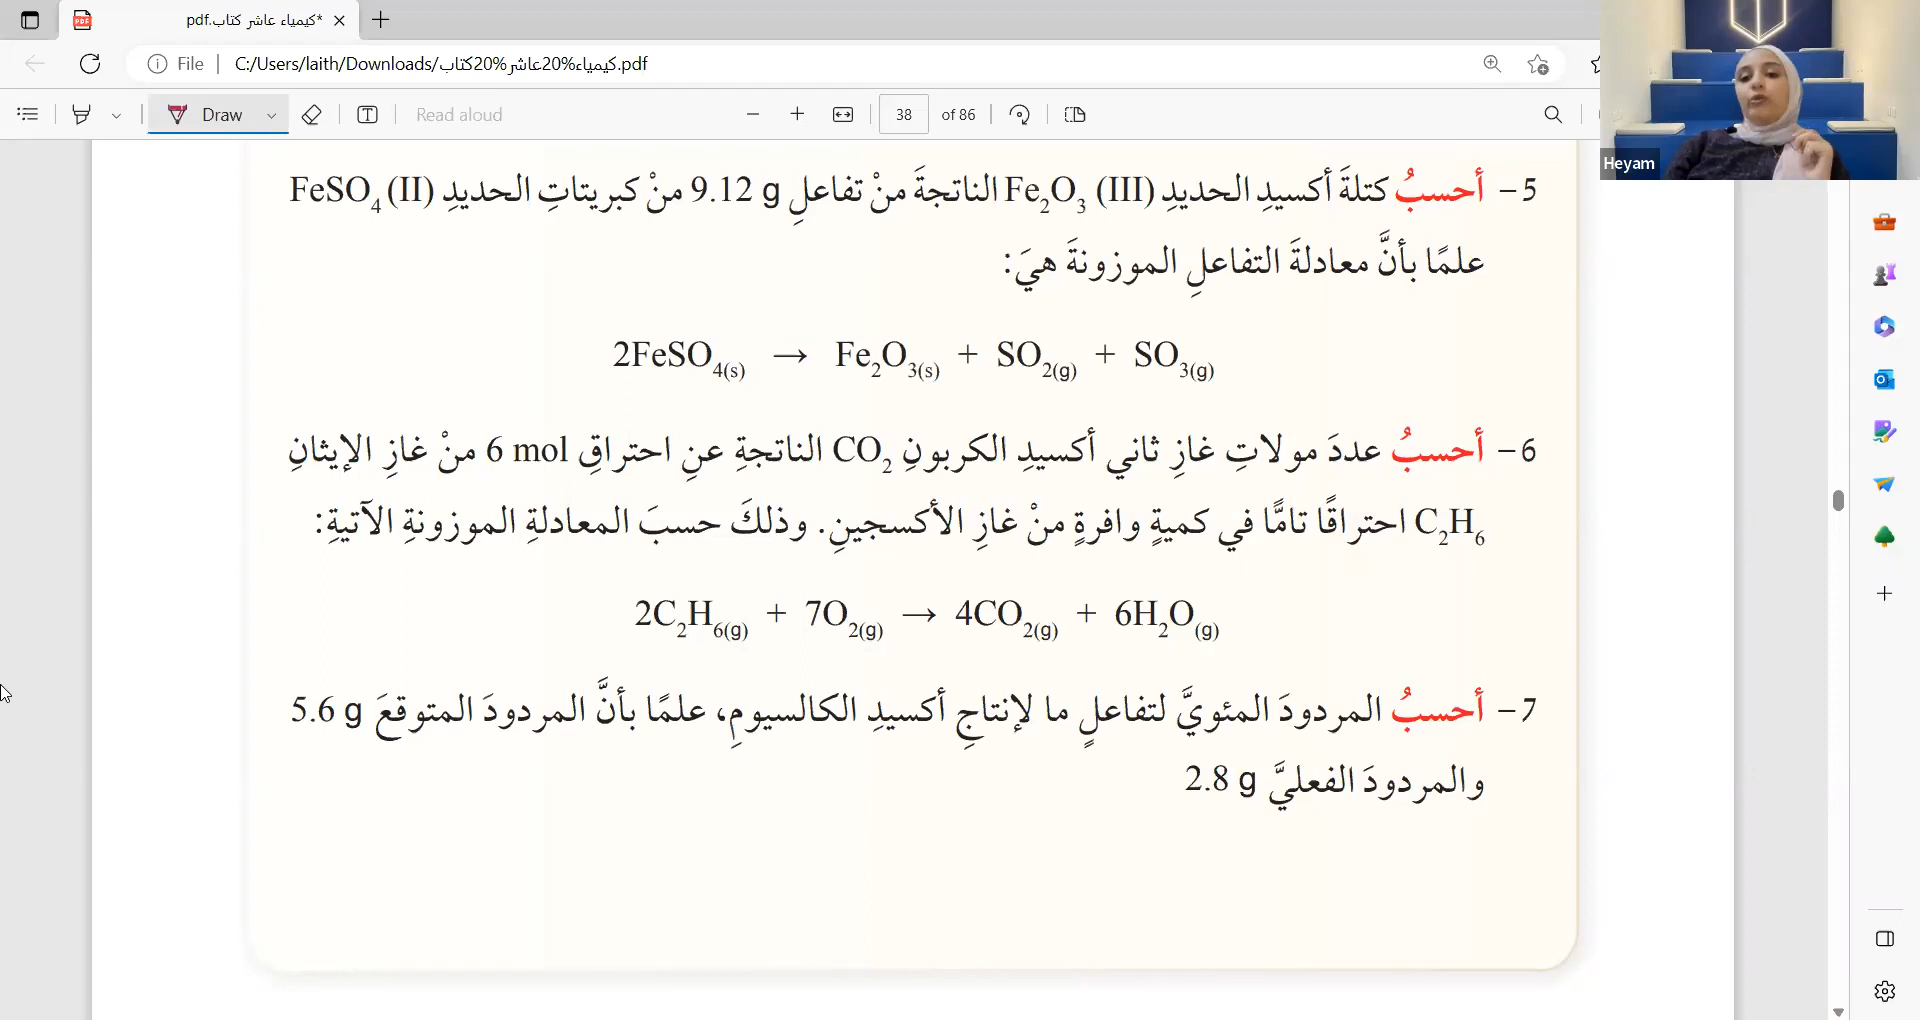 كيمياء عاشر كتاب.pdf*
File
C:/Users/laith/Downloads/كيمياء%20عاشر%20كتاب.pdf
Draw
Read aloud
38
of 86
Heyam
5– أحسبُ كتلةَ أكسيدِ الحديدِ Fe₂O₃ (III) الناتجةَ منْ تفاعلِ 9.12 g منْ كبريتاتِ الحديدِ FeSO₄ (II)
علمًا بأنَّ معادلةَ التفاعلِ الموزونةَ هيَ:
2FeSO₄(s) → Fe₂O₃(s) + SO₂(g) + SO₃(g)
6– أحسبُ عددَ مولاتِ غازِ ثاني أكسيدِ الكربونِ CO₂ الناتجةِ عنِ احتراقِ 6 mol منْ غازِ الإيثانِ
C₂H₆ احتراقًا تامًّا في كميةٍ وافرةٍ منْ غازِ الأكسجينِ. وذلكَ حسبَ المعادلةِ الموزونةِ الآتيةِ:
2C₂H₆(g) + 7O₂(g) → 4CO₂(g) + 6H₂O(g)
7– أحسبُ المردودَ المئويَّ لتفاعلٍ ما لإنتاجِ أكسيدِ الكالسيومِ، علمًا بأنَّ المردودَ المتوقعَ 5.6 g
والمردودَ الفعليَّ 2.8 g